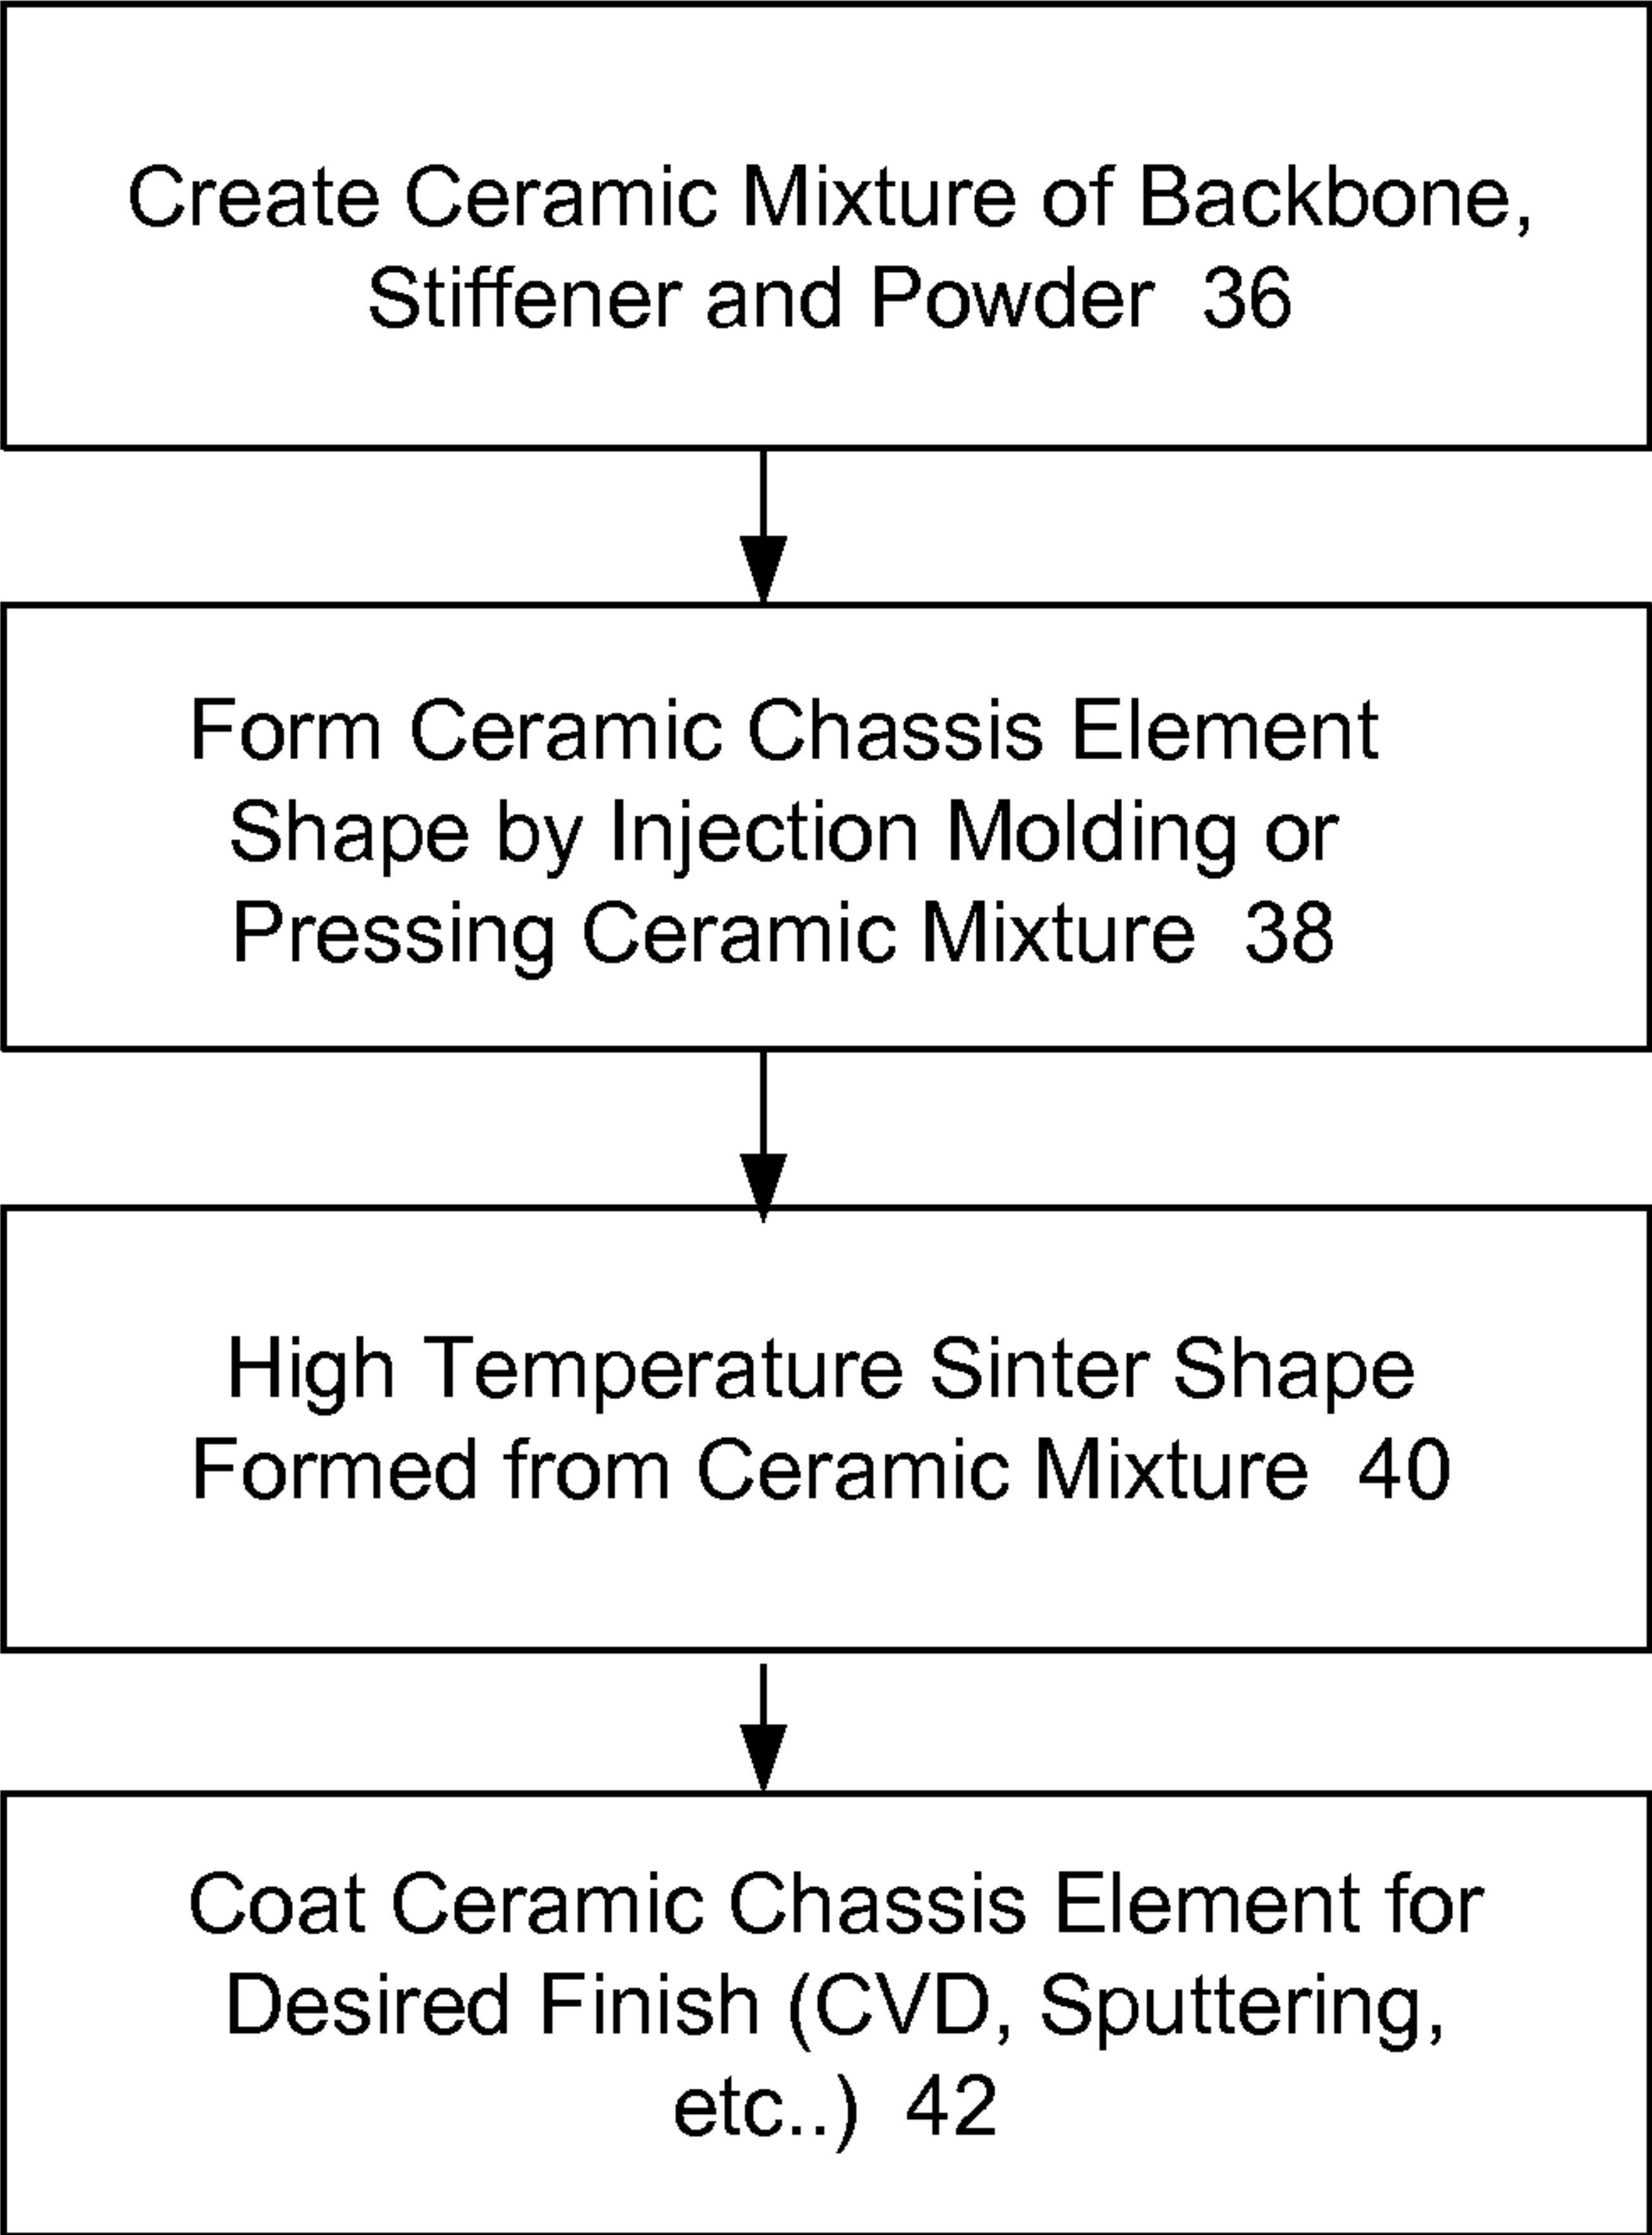 Create Ceramic Mixture of Backbone,
Stiffener and Powder 36
Form Ceramic Chassis Element
Shape by Injection Molding or
Pressing Ceramic Mixture 38
High Temperature Sinter Shape
Formed from Ceramic Mixture 40
Coat Ceramic Chassis Element for
Desired Finish (CVD, Sputtering,
etc..) 42